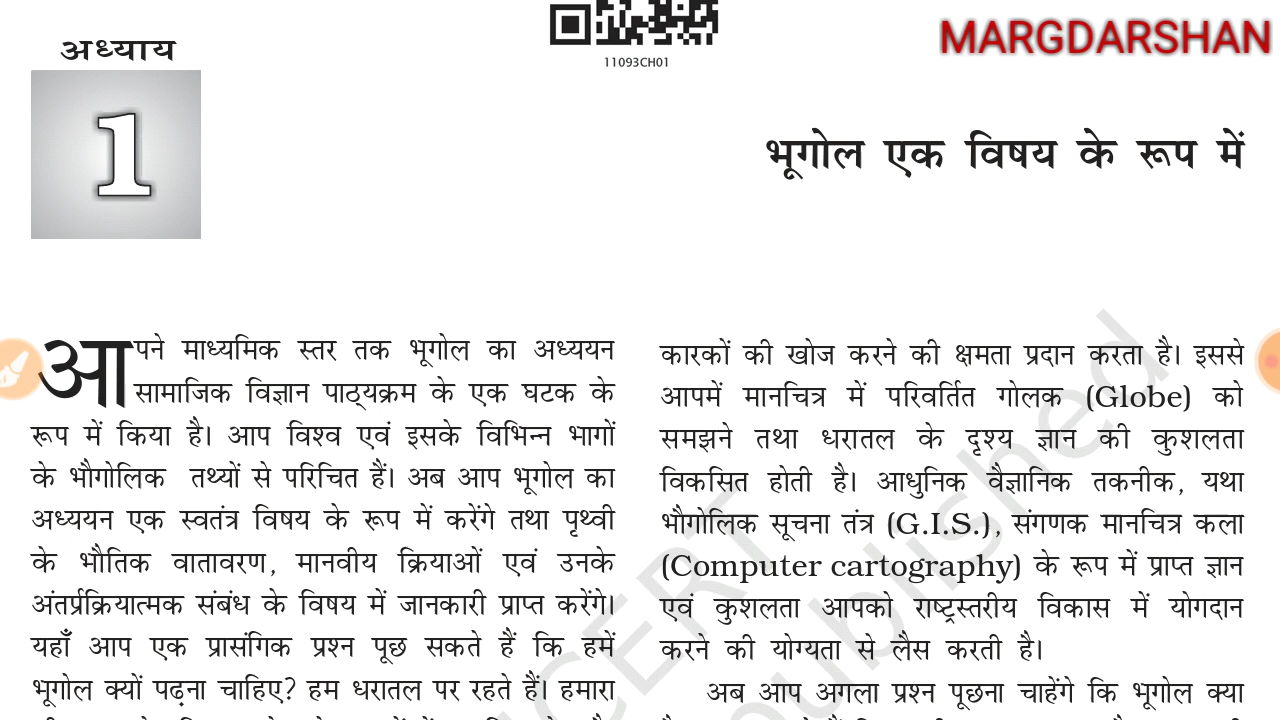 अध्याय
1
11093CH01
MARGDARSHAN
भूगोल एक विषय के रूप में
आपने माध्यमिक स्तर तक भूगोल का अध्ययन
सामाजिक विज्ञान पाठ्यक्रम के एक घटक के
रूप में किया है। आप विश्व एवं इसके विभिन्न भागों
के भौगोलिक तथ्यों से परिचित हैं। अब आप भूगोल का
अध्ययन एक स्वतंत्र विषय के रूप में करेंगे तथा पृथ्वी
के भौतिक वातावरण, मानवीय क्रियाओं एवं उनके
अंतर्प्रक्रियात्मक संबंध के विषय में जानकारी प्राप्त करेंगे।
यहाँ आप एक प्रासंगिक प्रश्न पूछ सकते हैं कि हमें
भूगोल क्यों पढ़ना चाहिए? हम धरातल पर रहते हैं। हमारा
कारकों की खोज करने की क्षमता प्रदान करता है। इससे
आपमें मानचित्र में परिवर्तित गोलक (Globe) को
समझने तथा धरातल के दृश्य ज्ञान की कुशलता
विकसित होती है। आधुनिक वैज्ञानिक तकनीक, यथा
भौगोलिक सूचना तंत्र (G.I.S.), संगणक मानचित्र कला
(Computer cartography) के रूप में प्राप्त ज्ञान
एवं कुशलता आपको राष्ट्रस्तरीय विकास में योगदान
करने की योग्यता से लैस करती है।
अब आप अगला प्रश्न पूछना चाहेंगे कि भूगोल क्या